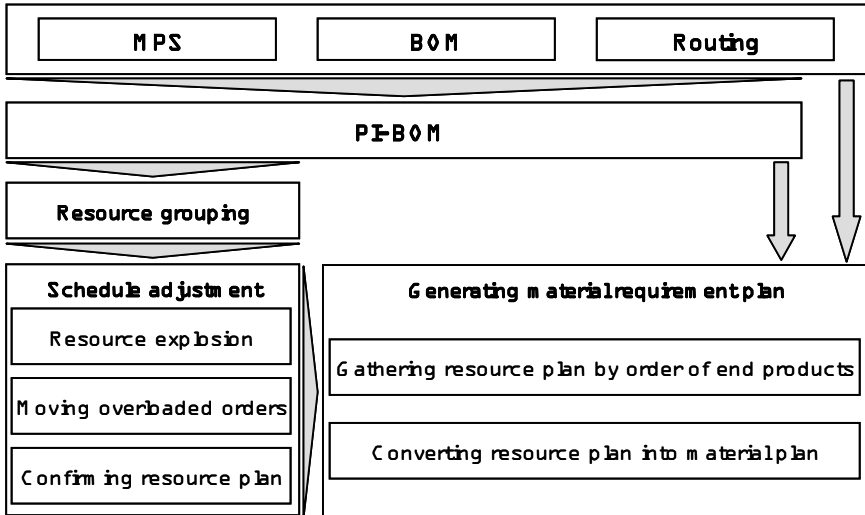 MPS
BOM
Routing
PI-BOM
Resource grouping
Schedule adjustment
Resource explosion
Moving overloaded orders
Confirming resource plan
Generating material requirement plan
Gathering resource plan by order of end products
Converting resource plan into material plan